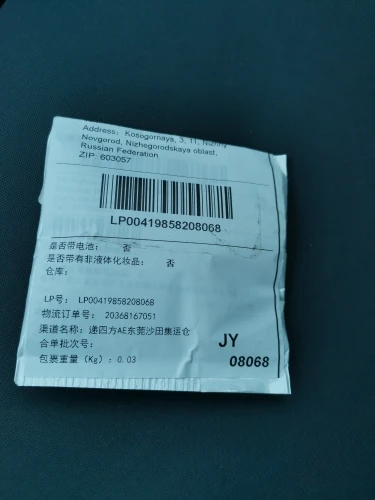 Address: Kosogornaya, 3, 11, Nizhny
Novgorod, Nizhegorodskaya oblast,
Russian Federation
ZIP: 603057
LP00419858208068
是否带电池: 否
是否带有非液体化妆品: 否
仓库:
LP号: LP00419858208068
物流订单号: 20368167051
渠道名称: 递四方AE东莞沙田集运仓
合单批次号:
包裹重量(Kg): 0.03
JY
08068